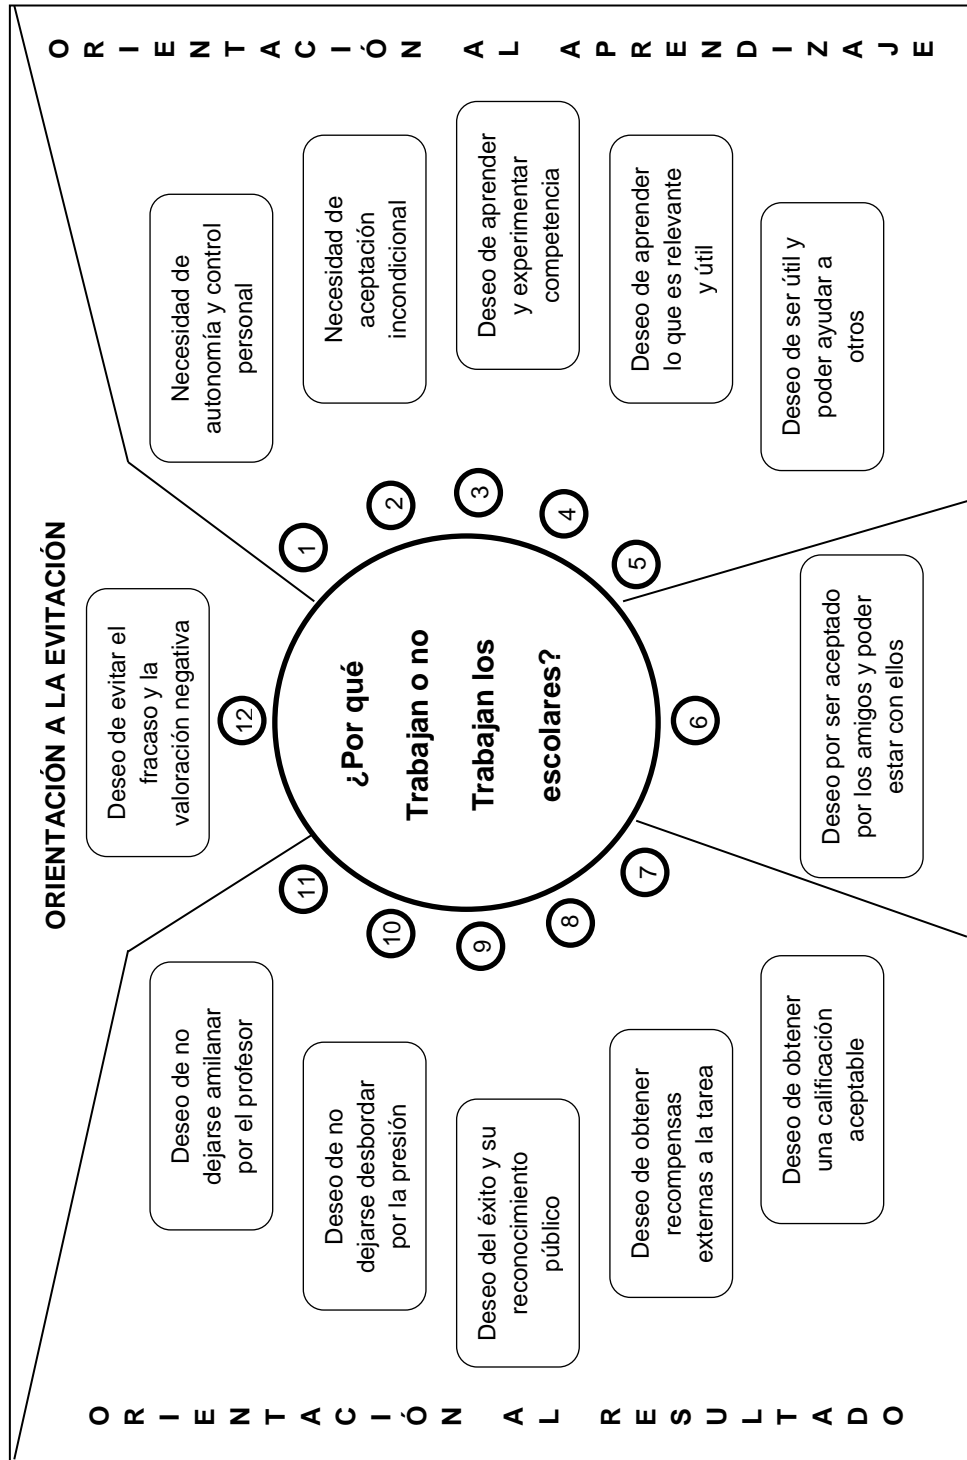 ORIENTACIÓN A LA EVITACIÓN
Deseo de evitar el
fracaso y la
valoración negativa
12
¿Por qué
Trabajan o no
Trabajan los
escolares?
ORIENTACIÓN AL APRENDIZAJE
1
Necesidad de
autonomía y control
personal
2
Necesidad de
aceptación
incondicional
3
Deseo de aprender
y experimentar
competencia
4
Deseo de aprender
lo que es relevante
y útil
5
Deseo de ser útil y
poder ayudar a
otros
6
Deseo por ser aceptado
por los amigos y poder
estar con ellos
ORIENTACIÓN AL RESULTADO
7
Deseo de obtener
una calificación
aceptable
8
Deseo de obtener
recompensas
externas a la tarea
9
Deseo del éxito y su
reconocimiento
público
10
Deseo de no
dejarse desbordar
por la presión
11
Deseo de no
dejarse amilanar
por el profesor